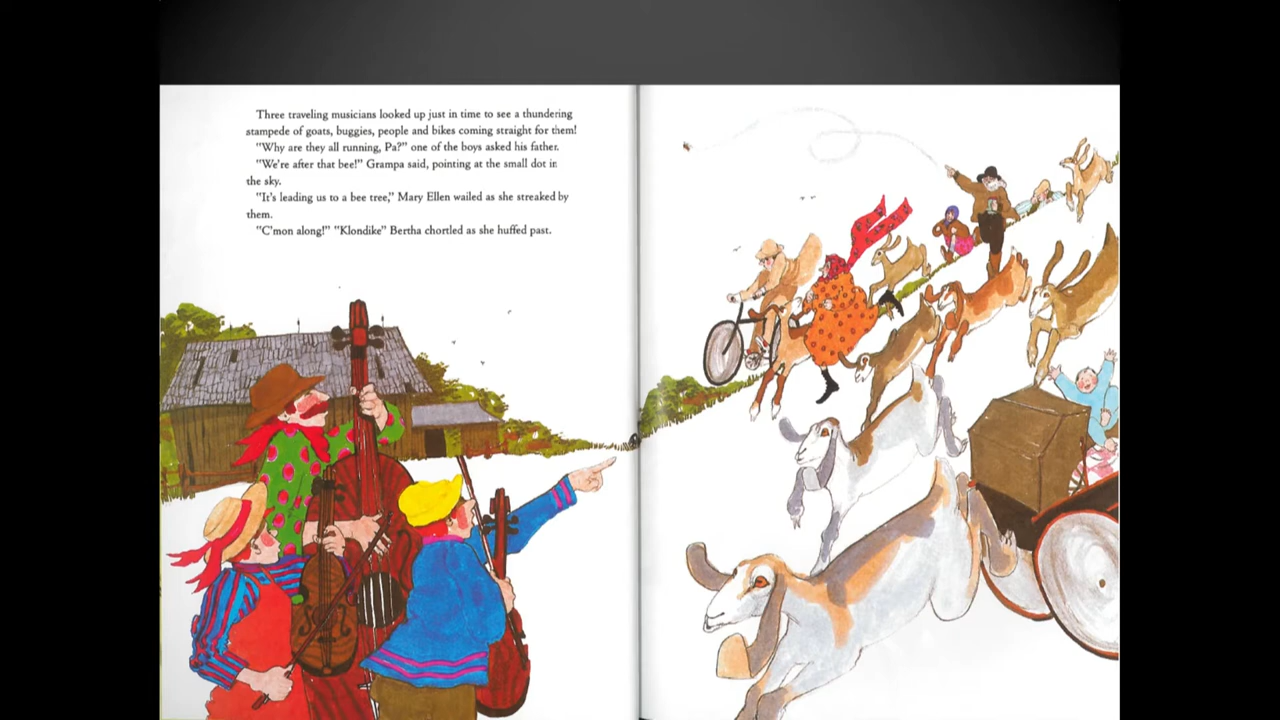 Three traveling musicians looked up just in time to see a thundering
stampede of goats, buggies, people and bikes coming straight for them!
"Why are they all running, Pa?" one of the boys asked his father.
"We're after that bee!" Grampa said, pointing at the small dot in
the sky.
"It's leading us to a bee tree," Mary Ellen wailed as she streaked by
them.
"C'mon along!" "Klondike" Bertha chortled as she huffed past.